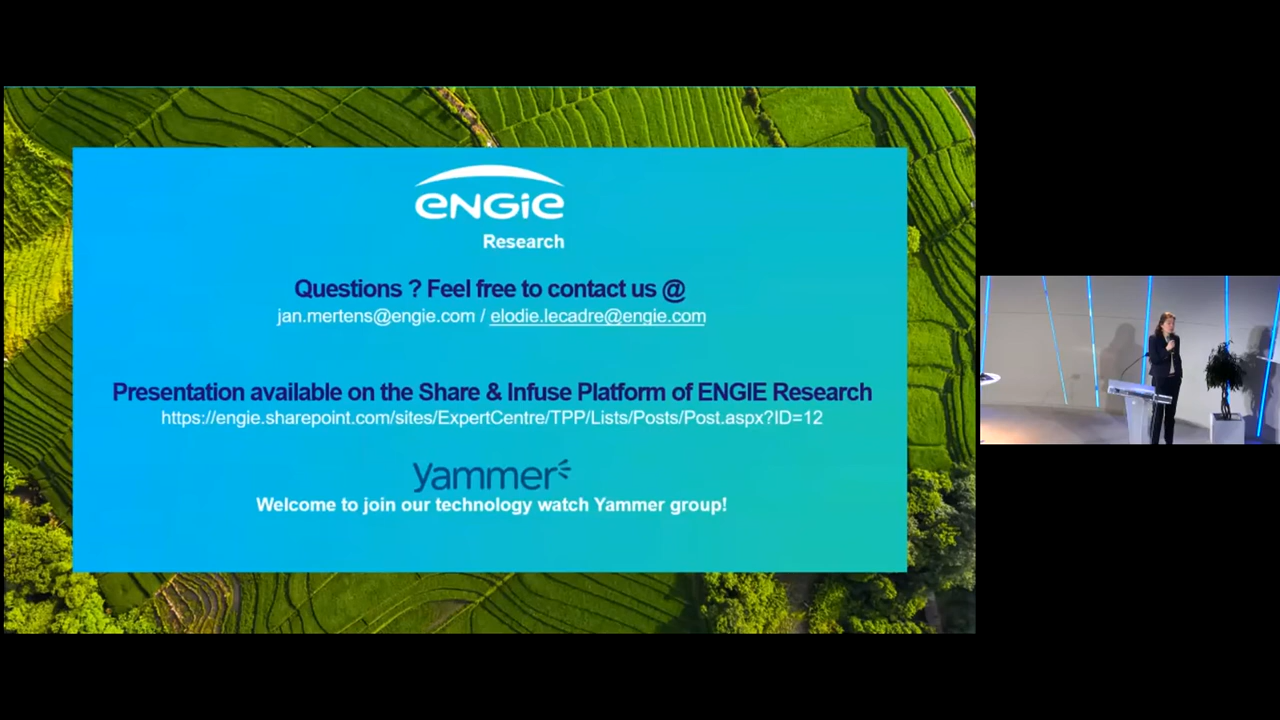 ENGIE
Research
Questions ? Feel free to contact us @
jan.mertens@engie.com / elodie.lecadre@engie.com
Presentation available on the Share & Infuse Platform of ENGIE Research
https://engie.sharepoint.com/sites/ExpertCentre/TPP/Lists/Posts/Post.aspx?ID=12
yammer
Welcome to join our technology watch Yammer group!